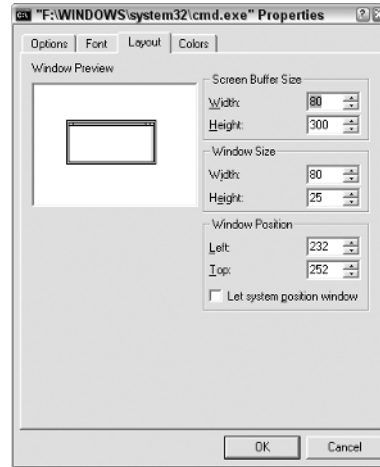 "F:\WINDOWS\system32\cmd.exe" Properties
Options Font Layout Colors
Window Preview
Screen Buffer Size
Width: 80
Height: 300
Window Size
Width: 80
Height: 25
Window Position
Left: 232
Top: 252
Let system position window
OK Cancel